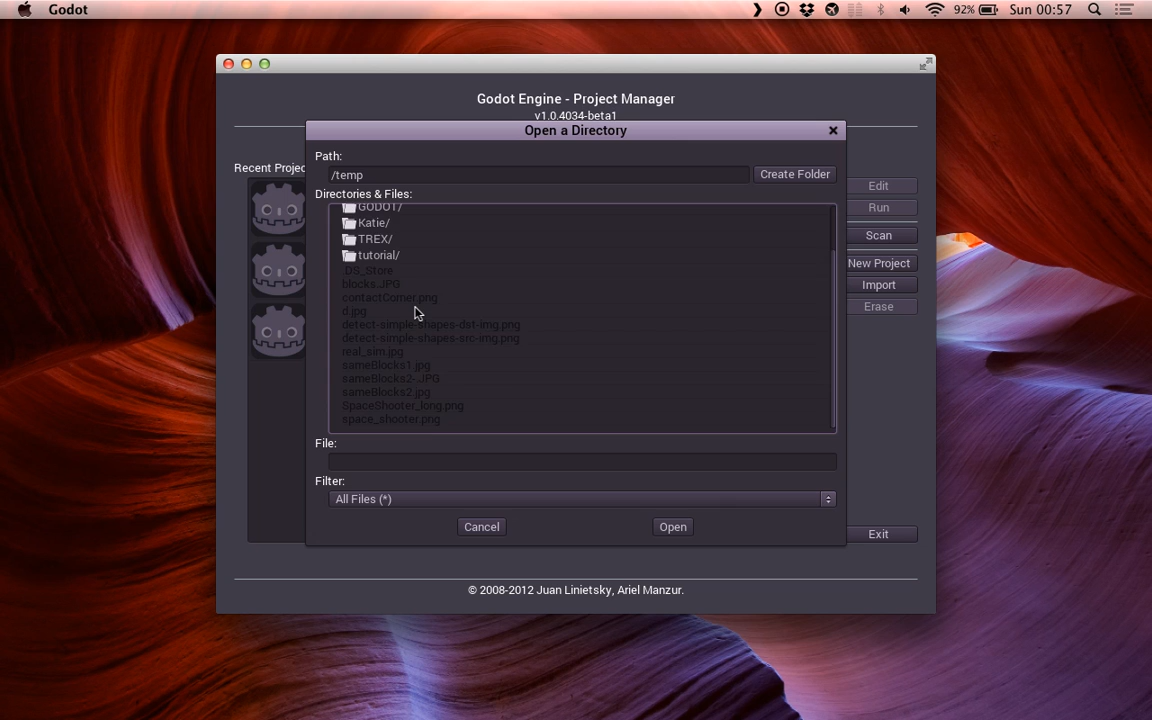 Godot
92%
Sun 00:57
Godot Engine - Project Manager
v1.0.4034-beta1
Open a Directory
Recent Projec
Path:
/temp
Create Folder
Directories & Files:
GODOT/
Katie/
TREX/
tutorial/
.DS_Store
blocks.JPG
contactCorner.png
d.jpg
detect-simple-shapes-dst-img.png
detect-simple-shapes-src-img.png
real_sim.jpg
sameBlocks1.jpg
sameBlocks2-.JPG
sameBlocks2.jpg
SpaceShooter_long.png
space_shooter.png
File:
Filter:
All Files (*)
Cancel
Open
Edit
Run
Scan
New Project
Import
Erase
Exit
© 2008-2012 Juan Linietsky, Ariel Manzur.